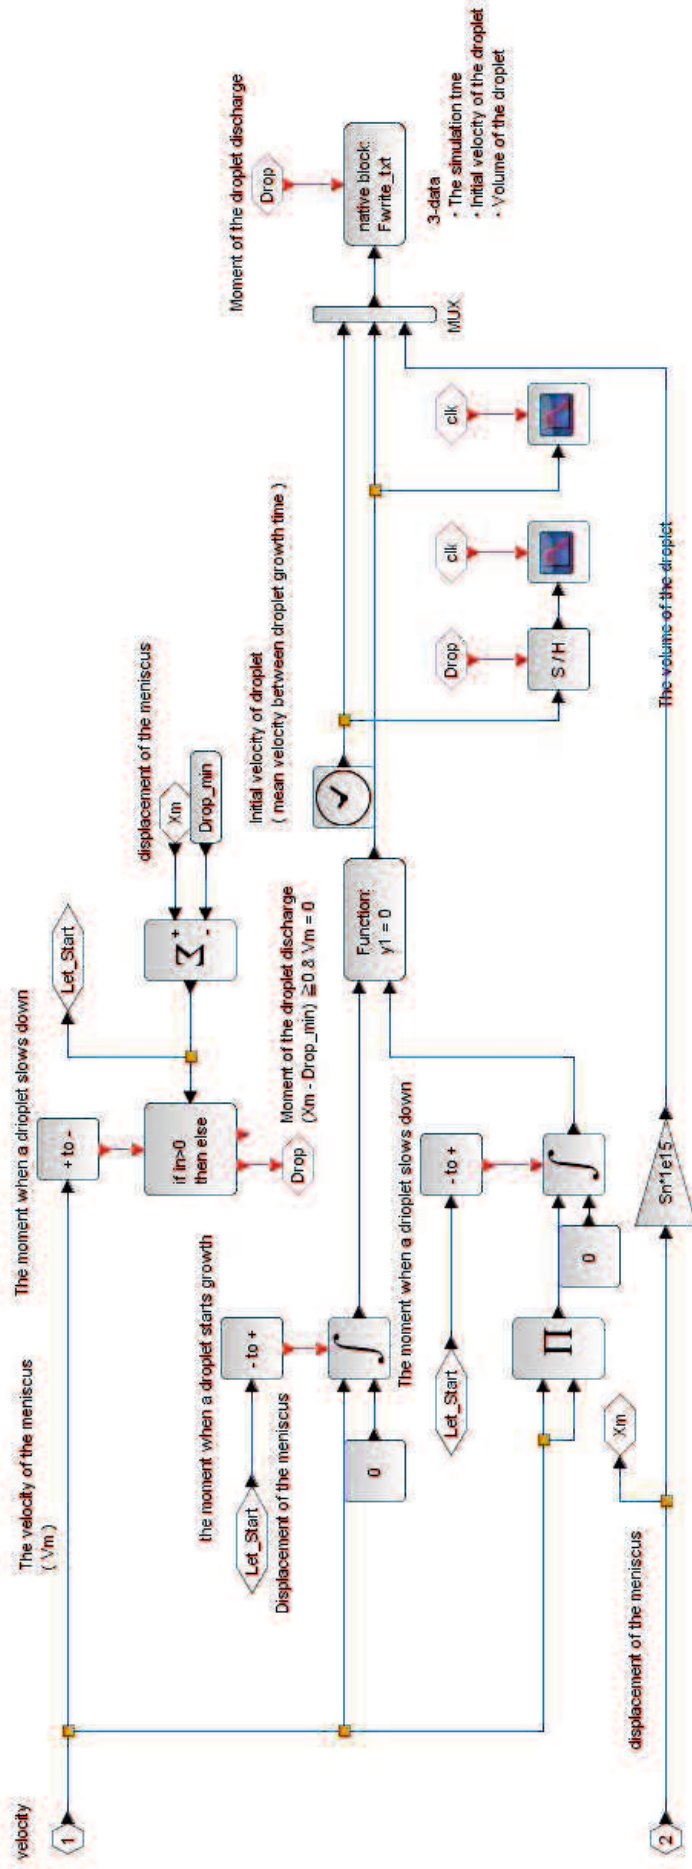 velocity
1
The velocity of the meniscus
( Vm )
The moment when a drioplet slows down
+ to -
Let_Start
if in>0
then else
Σ
+
-
displacement of the meniscus
Xm
Drop_min
Drop
Moment of the droplet discharge
(Xm - Drop_min) ≧0 & Vm = 0
the moment when a droplet starts growth
Let_Start
- to +
Displacement of the meniscus
0
∫
The moment when a drioplet slows down
Let_Start
- to +
Π
0
∫
Function:
y1 = 0
Initial velocity of droplet
( mean velocity between droplet growth time )
Drop
S / H
clk
clk
MUX
Moment of the droplet discharge
Drop
native block:
Fwrite_txt
3-data
· The simulation tme
· Initial velocity of the droplet
· Volume of the droplet
displacement of the meniscus
2
Xm
Sn*1e15
The volume of the droplet